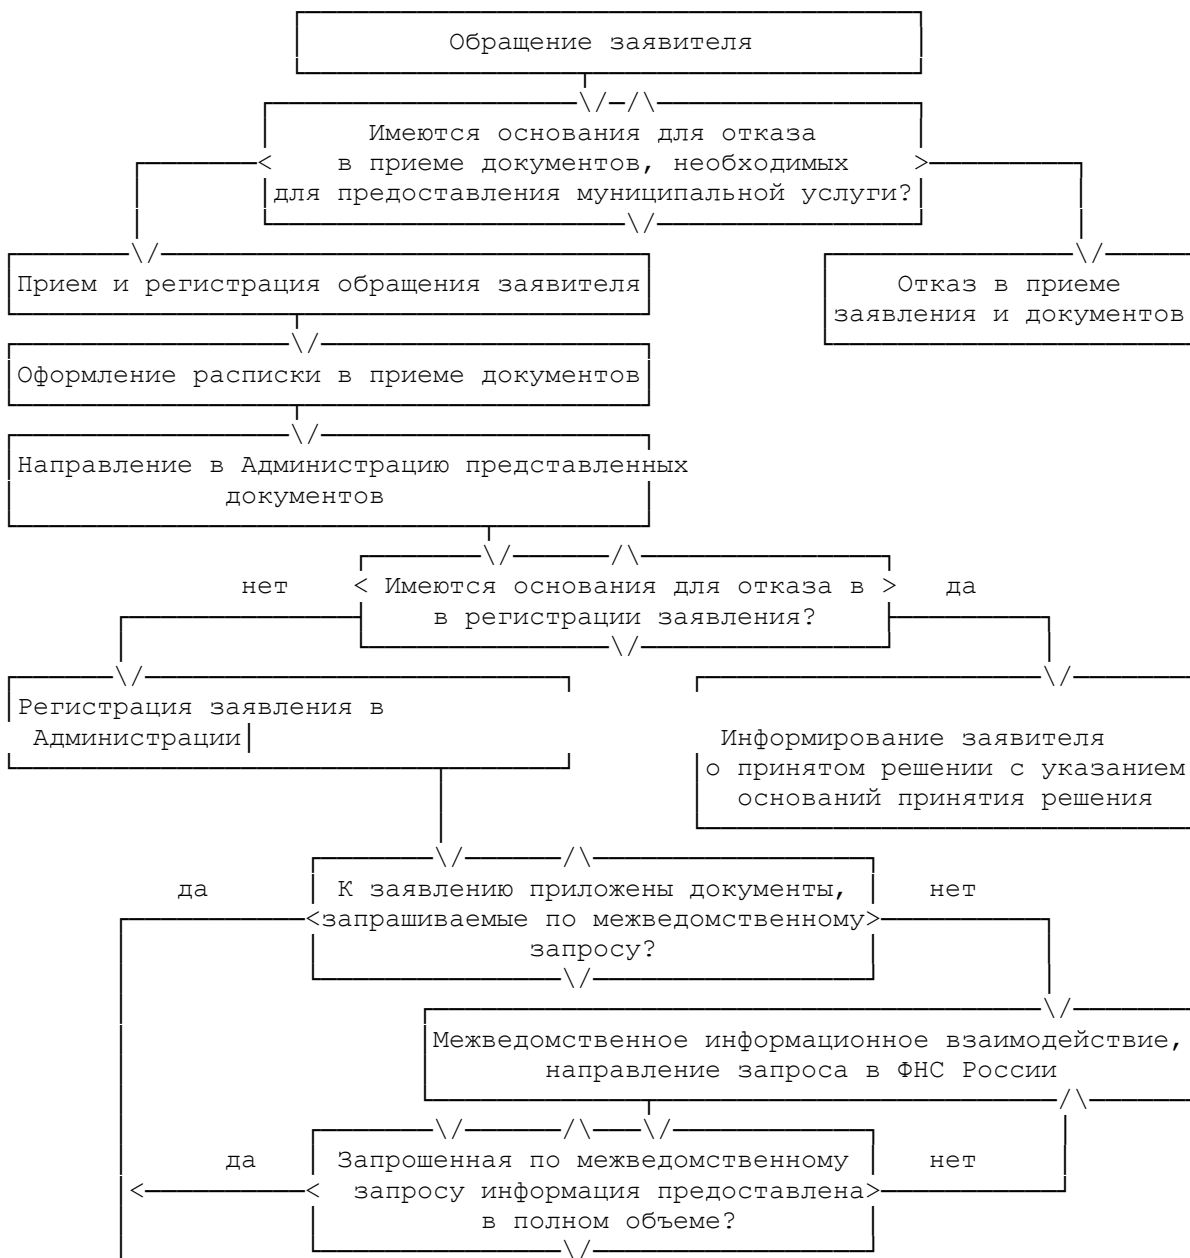 Обращение заявителя
Имеются основания для отказа
в приеме документов, необходимых
для предоставления муниципальной услуги?
Прием и регистрация обращения заявителя
Отказ в приеме
заявления и документов
Оформление расписки в приеме документов
Направление в Администрацию представленных
документов
нет
Имеются основания для отказа в
в регистрации заявления?
да
Регистрация заявления в
Администрации
Информирование заявителя
о принятом решении с указанием
оснований принятия решения
да
К заявлению приложены документы,
запрашиваемые по межведомственному
запросу?
нет
Межведомственное информационное взаимодействие,
направление запроса в ФНС России
да
Запрошенная по межведомственному
запросу информация предоставлена
в полном объеме?
нет